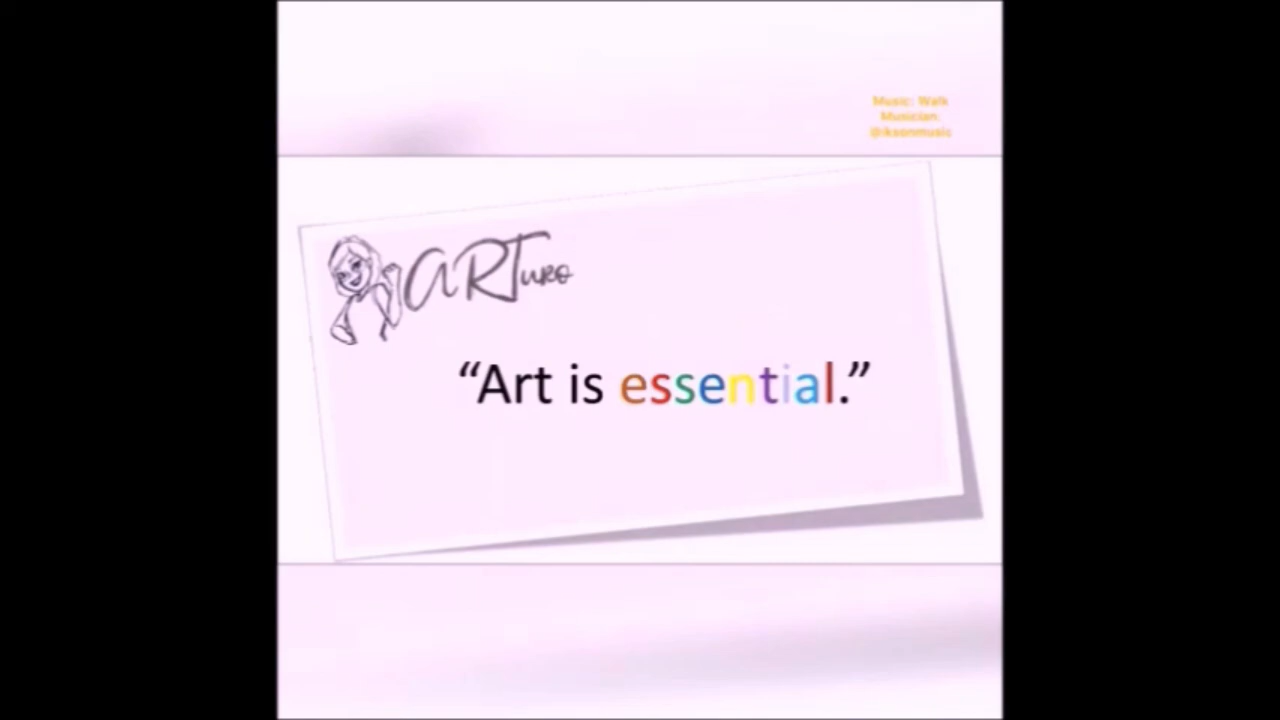 Music: Walk
Musician:
@iksonmusic
ARTuro
“Art is essential.”